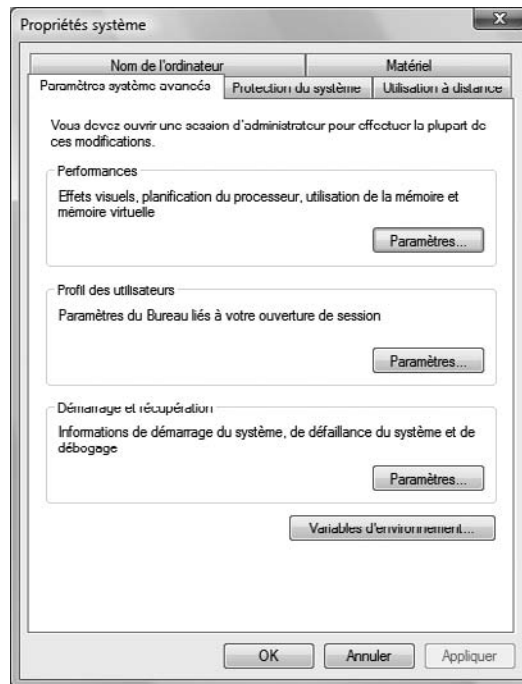 Propriétés système
Nom de l'ordinateur Matériel
Paramètres système avancés Protection du système Utilisation à distance
Vous devez ouvrir une session d'administrateur pour effectuer la plupart de
ces modifications.
Performances
Effets visuels, planification du processeur, utilisation de la mémoire et
mémoire virtuelle
Paramètres...
Profil des utilisateurs
Paramètres du Bureau liés à votre ouverture de session
Paramètres...
Démarrage et récupération
Informations de démarrage du système, de défaillance du système et de
débogage
Paramètres...
Variables d'environnement...
OK Annuler Appliquer